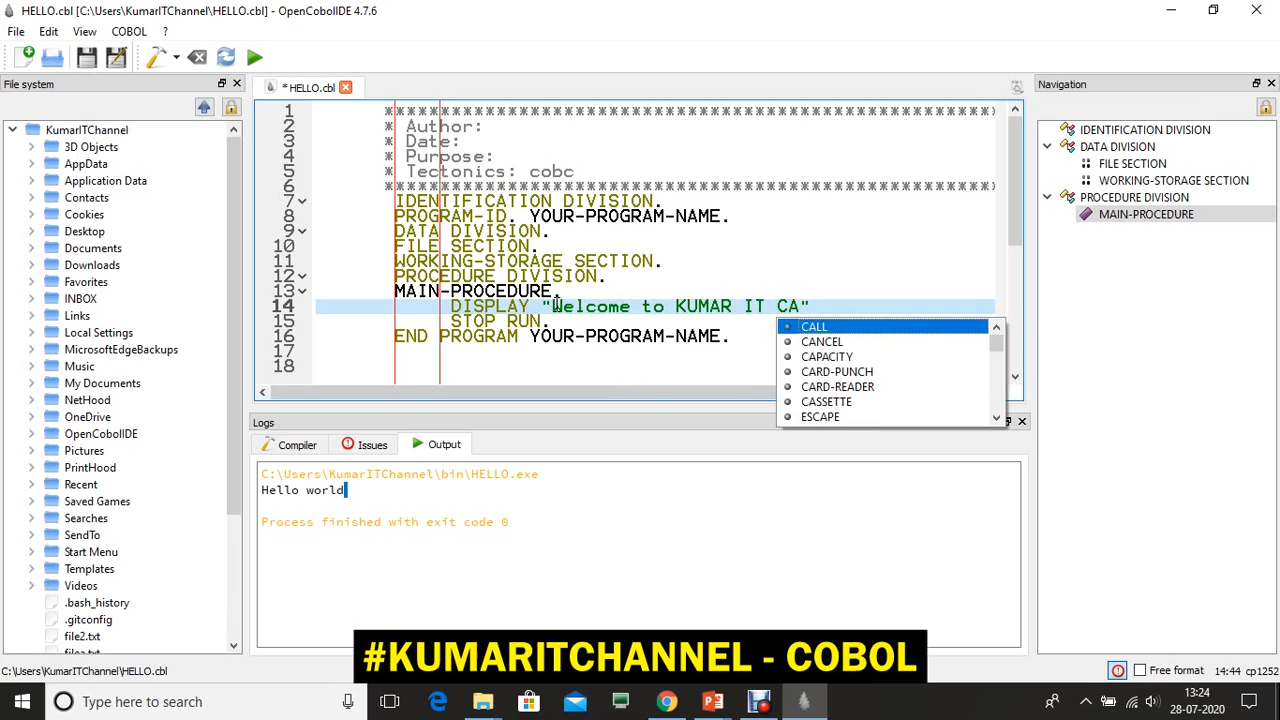 HELLO.cbl [C:\Users\KumarITChannel\HELLO.cbl] - OpenCobolIDE 4.7.6
File Edit View COBOL ?
File system
KumarITChannel
3D Objects
AppData
Application Data
Contacts
Cookies
Desktop
Documents
Downloads
Favorites
INBOX
Links
Local Settings
MicrosoftEdgeBackups
Music
My Documents
NetHood
OneDrive
OpenCobolIDE
Pictures
PrintHood
Recent
Saved Games
Searches
SendTo
Start Menu
Templates
Videos
.bash_history
.gitconfig
file2.txt
* HELLO.cbl
1 ******************************************************
2 * Author:
3 * Date:
4 * Purpose:
5 * Tectonics: cobc
6 ******************************************************
7 IDENTIFICATION DIVISION.
8 PROGRAM-ID. YOUR-PROGRAM-NAME.
9 DATA DIVISION.
10 FILE SECTION.
11 WORKING-STORAGE SECTION.
12 PROCEDURE DIVISION.
13 MAIN-PROCEDURE.
14 DISPLAY "Welcome to KUMAR IT CA"
15 STOP RUN.
16 END PROGRAM YOUR-PROGRAM-NAME.
17
18
CALL
CANCEL
CAPACITY
CARD-PUNCH
CARD-READER
CASSETTE
ESCAPE
Logs
Compiler Issues Output
C:\Users\KumarITChannel\bin\HELLO.exe
Hello world
Process finished with exit code 0
Navigation
IDENTIFICATION DIVISION
DATA DIVISION
FILE SECTION
WORKING-STORAGE SECTION
PROCEDURE DIVISION
MAIN-PROCEDURE
#KUMARITCHANNEL - COBOL
C:\Users\KumarITChannel\HELLO.cbl
Free format 14:44 cp1252
Type here to search
13:24
28-07-2020